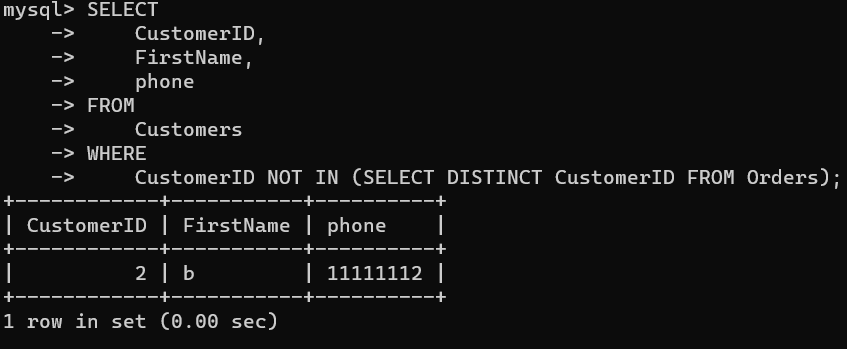 mysql> SELECT
    ->     CustomerID,
    ->     FirstName,
    ->     phone
    -> FROM
    ->     Customers
    -> WHERE
    ->     CustomerID NOT IN (SELECT DISTINCT CustomerID FROM Orders);
+------------+-----------+----------+
| CustomerID | FirstName | phone    |
+------------+-----------+----------+
|          2 | b         | 11111112 |
+------------+-----------+----------+
1 row in set (0.00 sec)